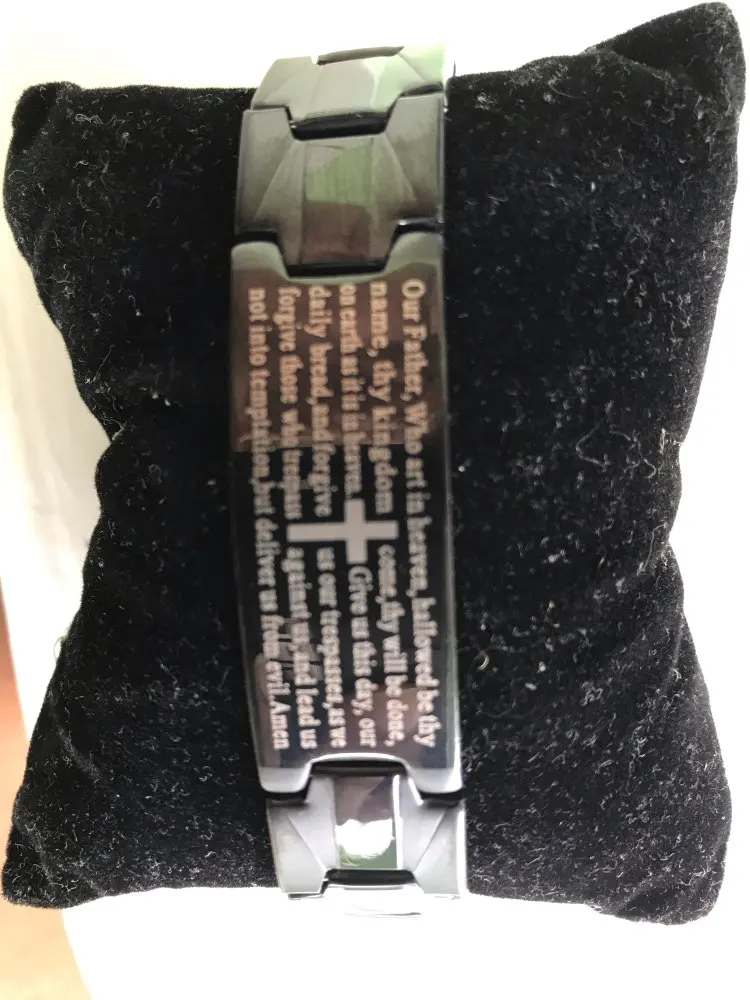 Our Father, Who art in heaven, hallowed be thy
name, thy kingdom come, thy will be done,
on earth as it is in heaven. Give us this day, our
daily bread, and forgive us our trespasses, as we
forgive those who trespass against us, and lead us
not into temptation, but deliver us from evil. Amen